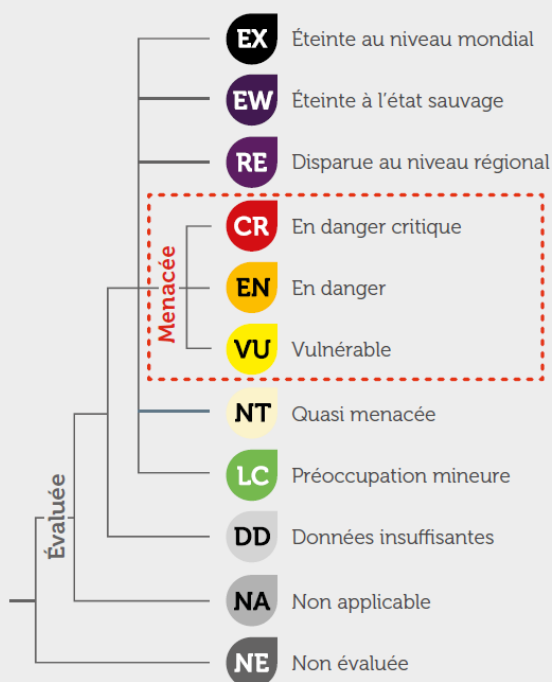 EX Éteinte au niveau mondial
EW Éteinte à l'état sauvage
RE Disparue au niveau régional
Menacée
CR En danger critique
EN En danger
VU Vulnérable
NT Quasi menacée
LC Préoccupation mineure
Évaluée
DD Données insuffisantes
NA Non applicable
NE Non évaluée